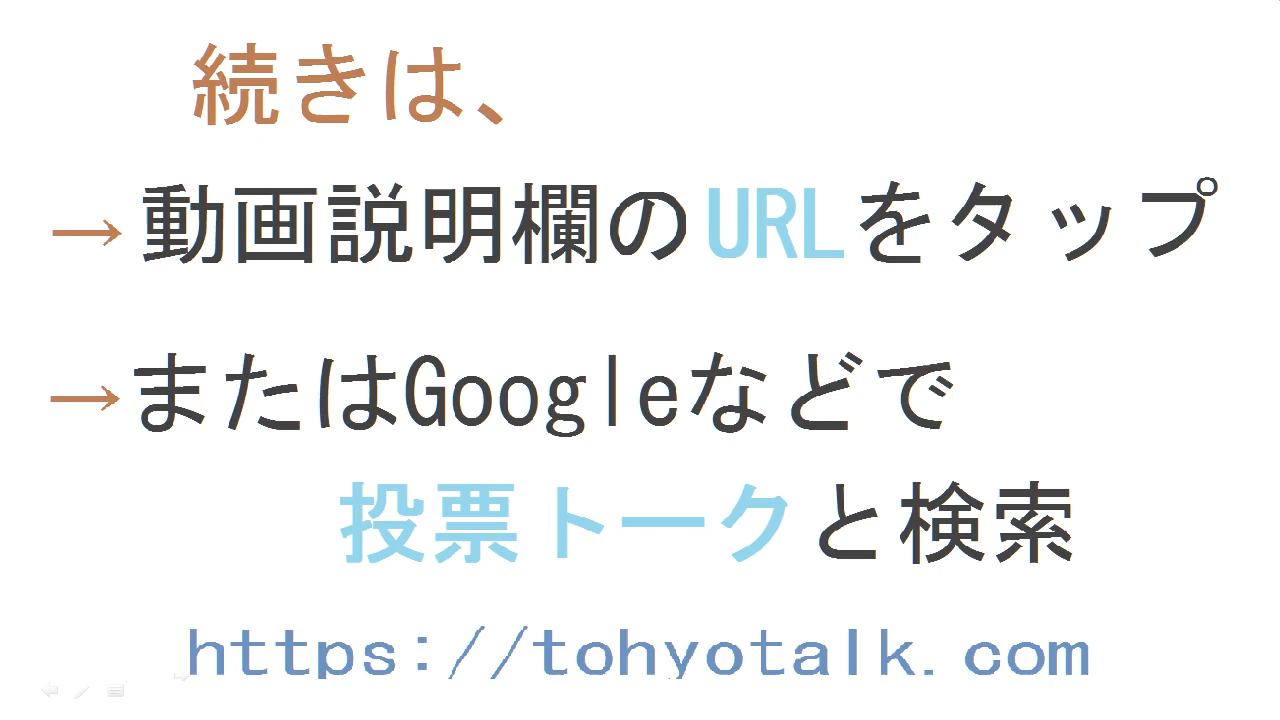 続きは、
→動画説明欄のURLをタップ
→またはGoogleなどで
投票トークと検索
https://tohyotalk.com